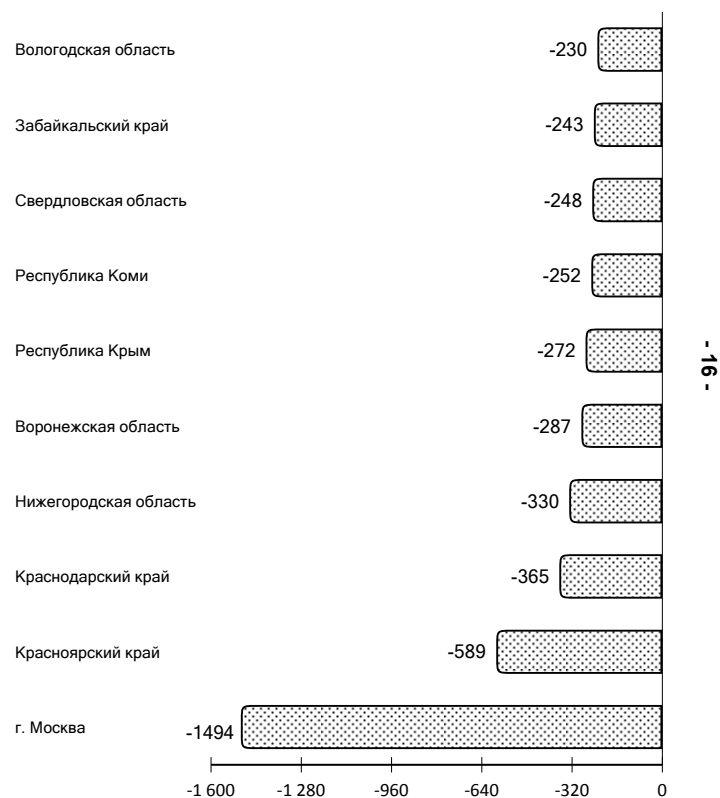 Вологодская область -230
Забайкальский край -243
Свердловская область -248
Республика Коми -252
Республика Крым -272
Воронежская область -287
Нижегородская область -330
Краснодарский край -365
Красноярский край -589
г. Москва -1494
-1 600 -1 280 -960 -640 -320 0
- 16 -